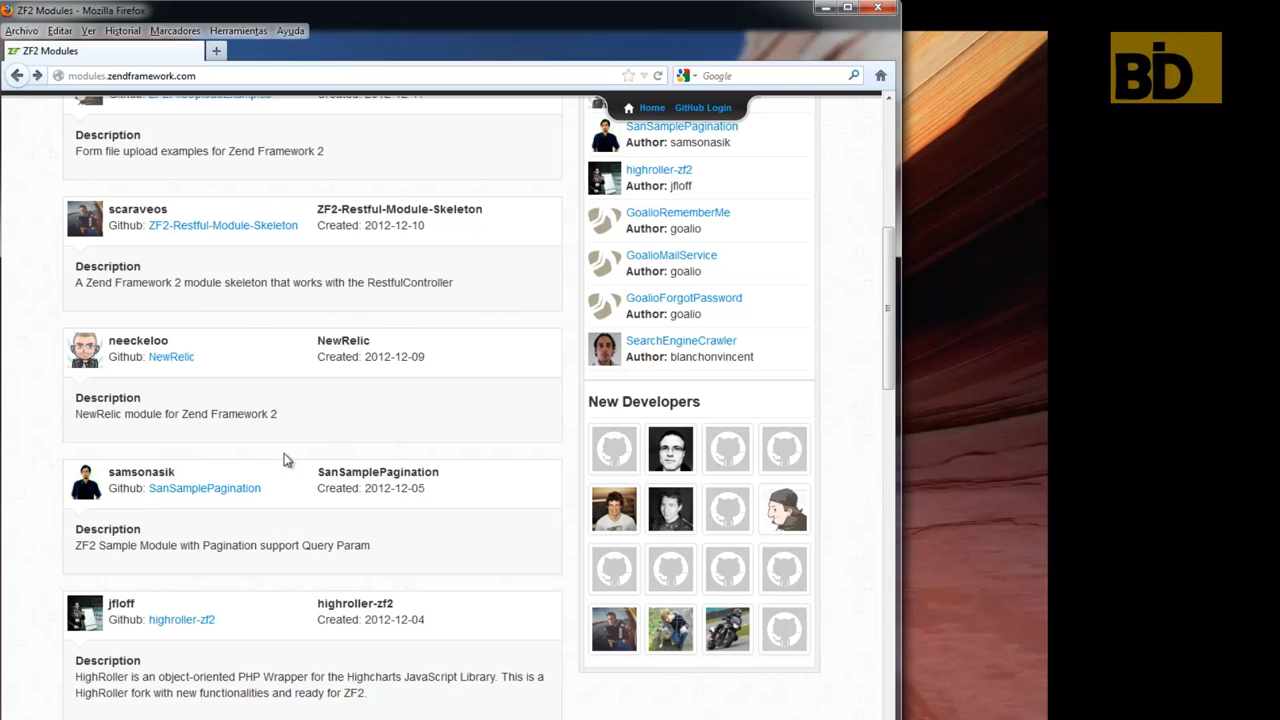 ZF2 Modules - Mozilla Firefox
Archivo Editar Ver Historial Marcadores Herramientas Ayuda
ZF2 Modules
modules.zendframework.com
Google
Home GitHub Login
Description
Form file upload examples for Zend Framework 2
scaraveos
ZF2-Restful-Module-Skeleton
Github: ZF2-Restful-Module-Skeleton
Created: 2012-12-10
Description
A Zend Framework 2 module skeleton that works with the RestfulController
neeckeloo
NewRelic
Github: NewRelic
Created: 2012-12-09
Description
NewRelic module for Zend Framework 2
samsonasik
SanSamplePagination
Github: SanSamplePagination
Created: 2012-12-05
Description
ZF2 Sample Module with Pagination support Query Param
jfloff
highroller-zf2
Github: highroller-zf2
Created: 2012-12-04
Description
HighRoller is an object-oriented PHP Wrapper for the Highcharts JavaScript Library. This is a
HighRoller fork with new functionalities and ready for ZF2.
SanSamplePagination
Author: samsonasik
highroller-zf2
Author: jfloff
GoalioRememberMe
Author: goalio
GoalioMailService
Author: goalio
GoalioForgotPassword
Author: goalio
SearchEngineCrawler
Author: blanchonvincent
New Developers
BID